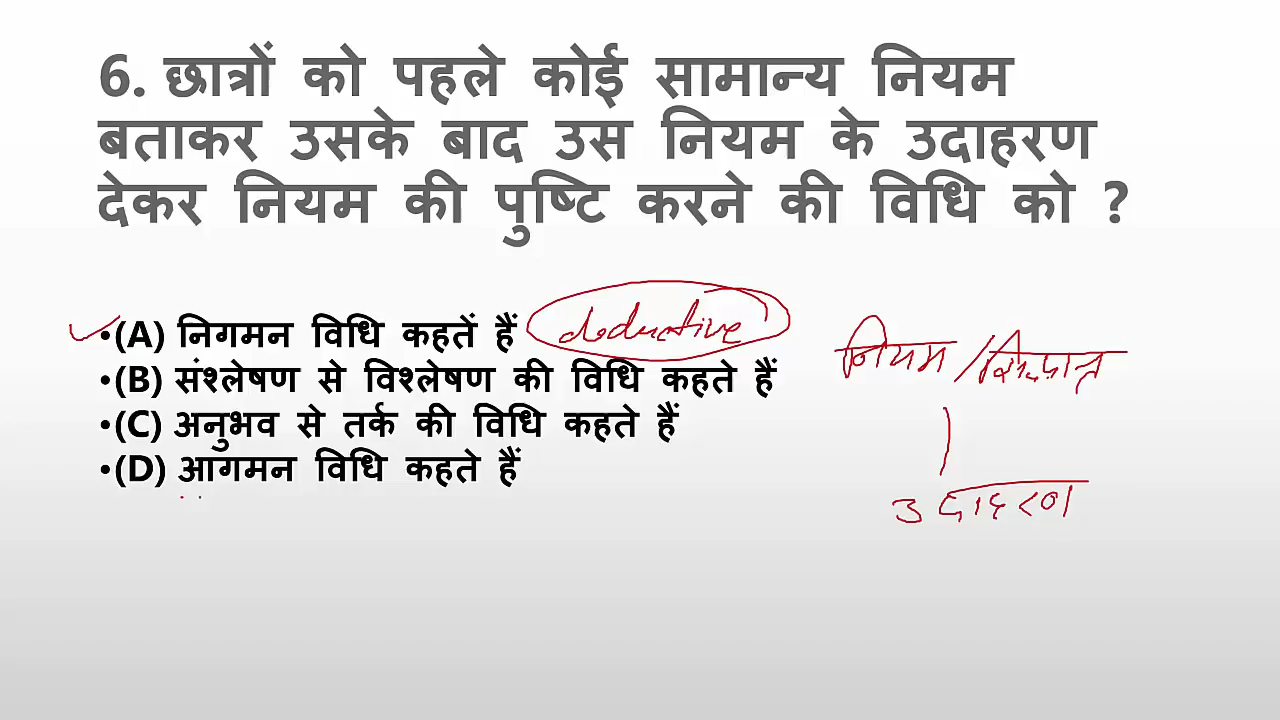 6. छात्रों को पहले कोई सामान्य नियम
बताकर उसके बाद उस नियम के उदाहरण
देकर नियम की पुष्टि करने की विधि को ?
•(A) निगमन विधि कहतें हैं
deductive
•(B) संश्लेषण से विश्लेषण की विधि कहते हैं
•(C) अनुभव से तर्क की विधि कहते हैं
•(D) आगमन विधि कहते हैं
नियम / सिद्धान्त
उदाहरण